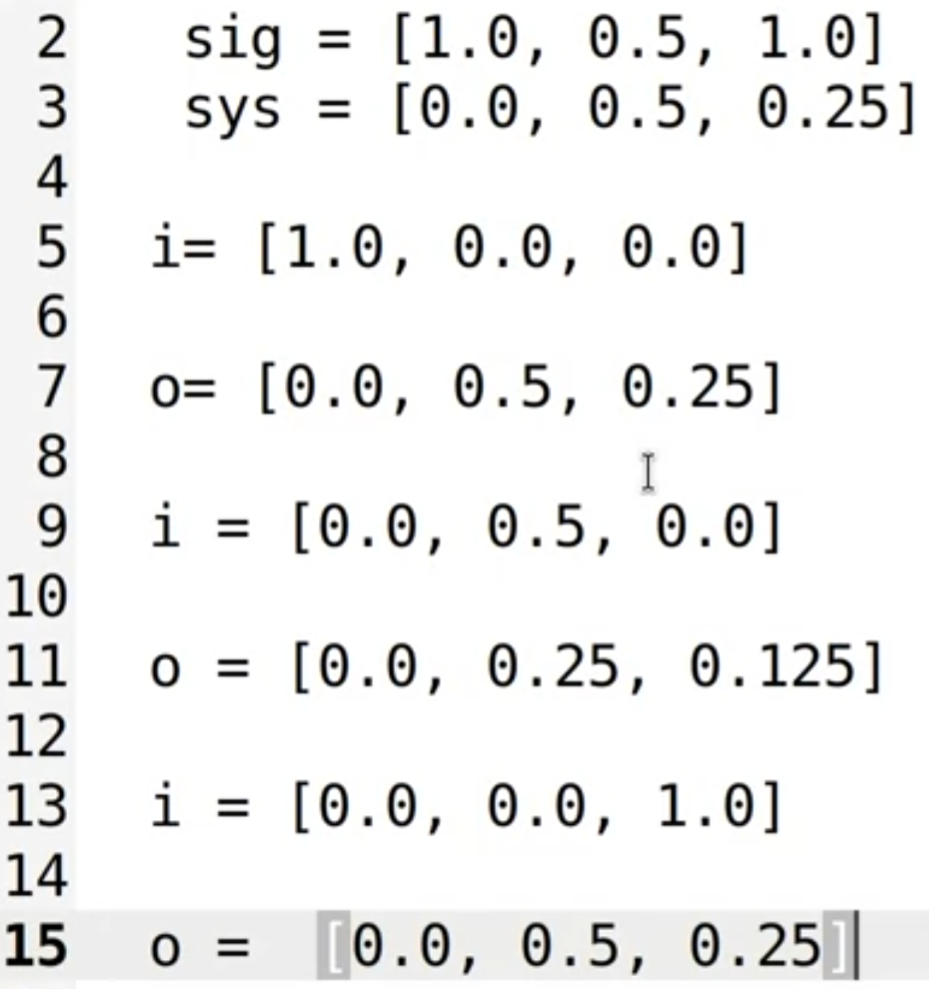 2 sig = [1.0, 0.5, 1.0]
3 sys = [0.0, 0.5, 0.25]
4
5 i= [1.0, 0.0, 0.0]
6
7 o= [0.0, 0.5, 0.25]
8
9 i = [0.0, 0.5, 0.0]
10
11 o = [0.0, 0.25, 0.125]
12
13 i = [0.0, 0.0, 1.0]
14
15 o = [0.0, 0.5, 0.25]